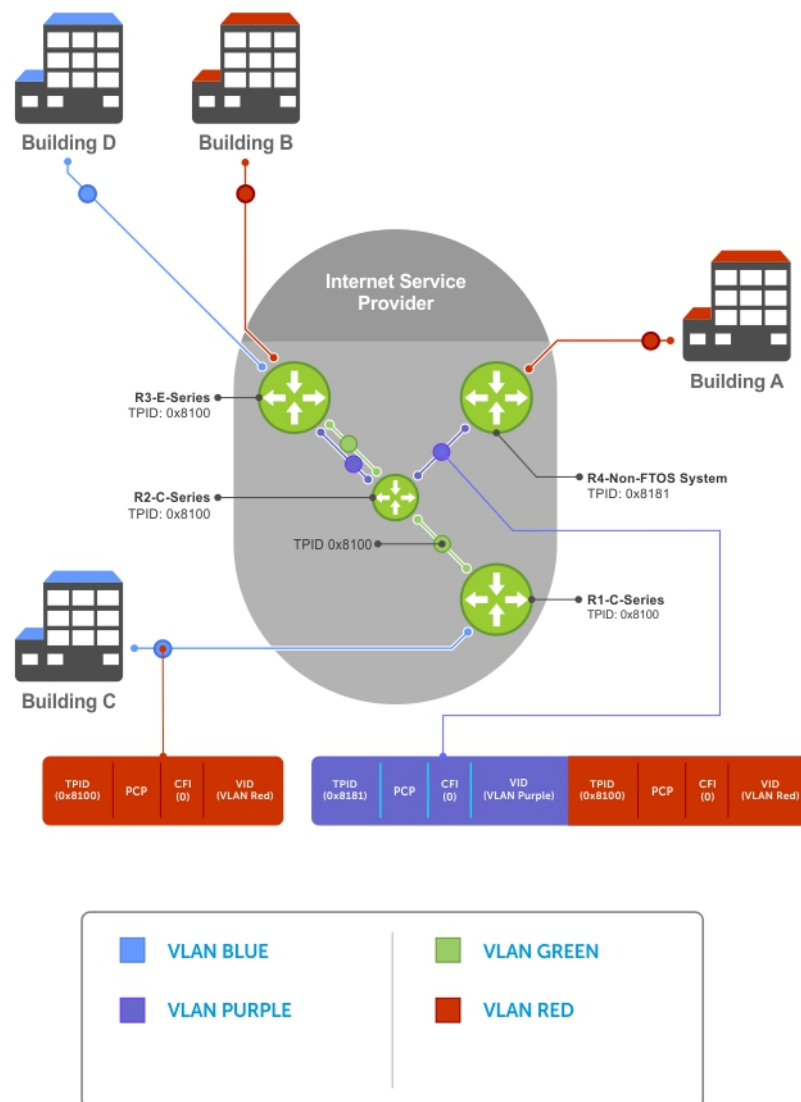 Building D
Building B
Internet Service
Provider
Building A
R3-E-Series
TPID: 0x8100
R4-Non-FTOS System
TPID: 0x8181
R2-C-Series
TPID: 0x8100
TPID 0x8100
R1-C-Series
TPID: 0x8100
Building C
TPID
(0x8100)
PCP
CFI
(0)
VID
(VLAN Red)
TPID
(0x8181)
PCP
CFI
(0)
VID
(VLAN Purple)
TPID
(0x8100)
PCP
CFI
(0)
VID
(VLAN Red)
VLAN BLUE
VLAN GREEN
VLAN PURPLE
VLAN RED